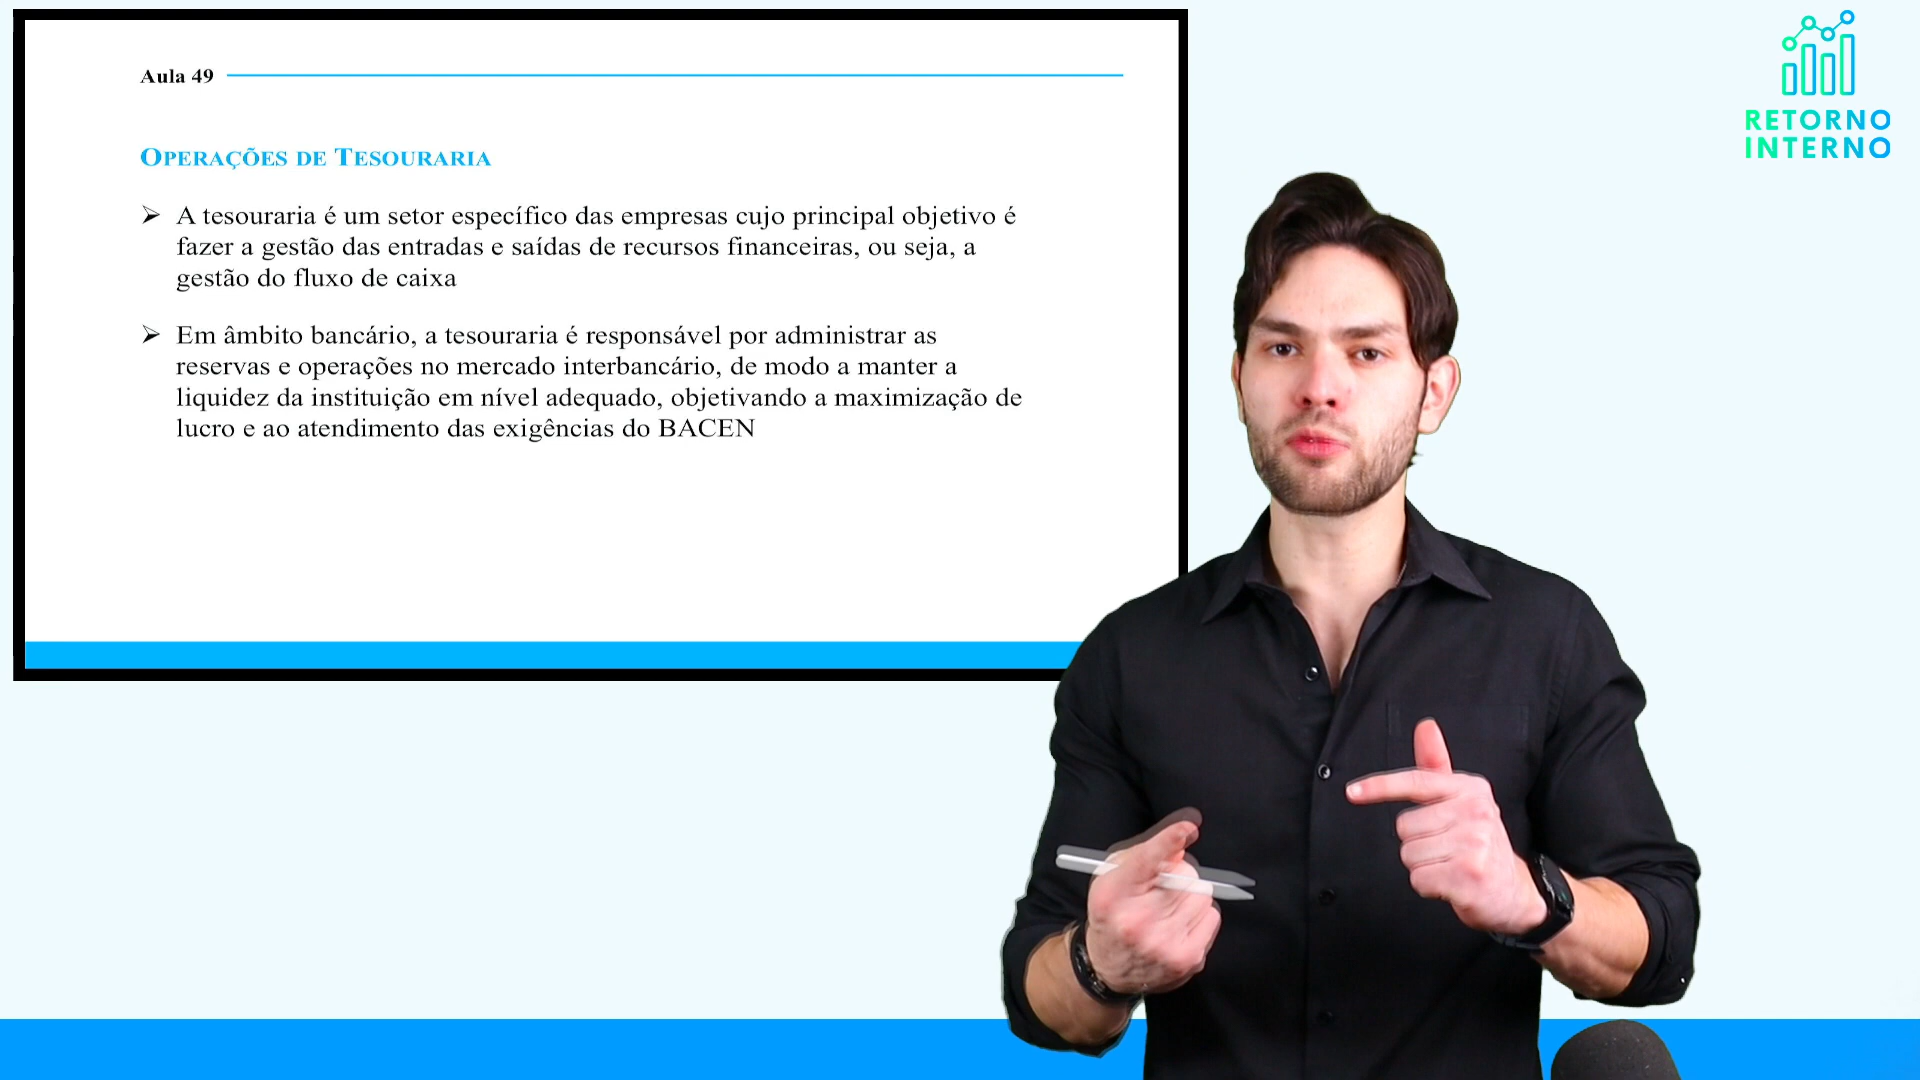 Aula 49
OPERAÇÕES DE TESOURARIA
A tesouraria é um setor específico das empresas cujo principal objetivo é
fazer a gestão das entradas e saídas de recursos financeiras, ou seja, a
gestão do fluxo de caixa
Em âmbito bancário, a tesouraria é responsável por administrar as
reservas e operações no mercado interbancário, de modo a manter a
liquidez da instituição em nível adequado, objetivando a maximização de
lucro e ao atendimento das exigências do BACEN
RETORNO
INTERNO